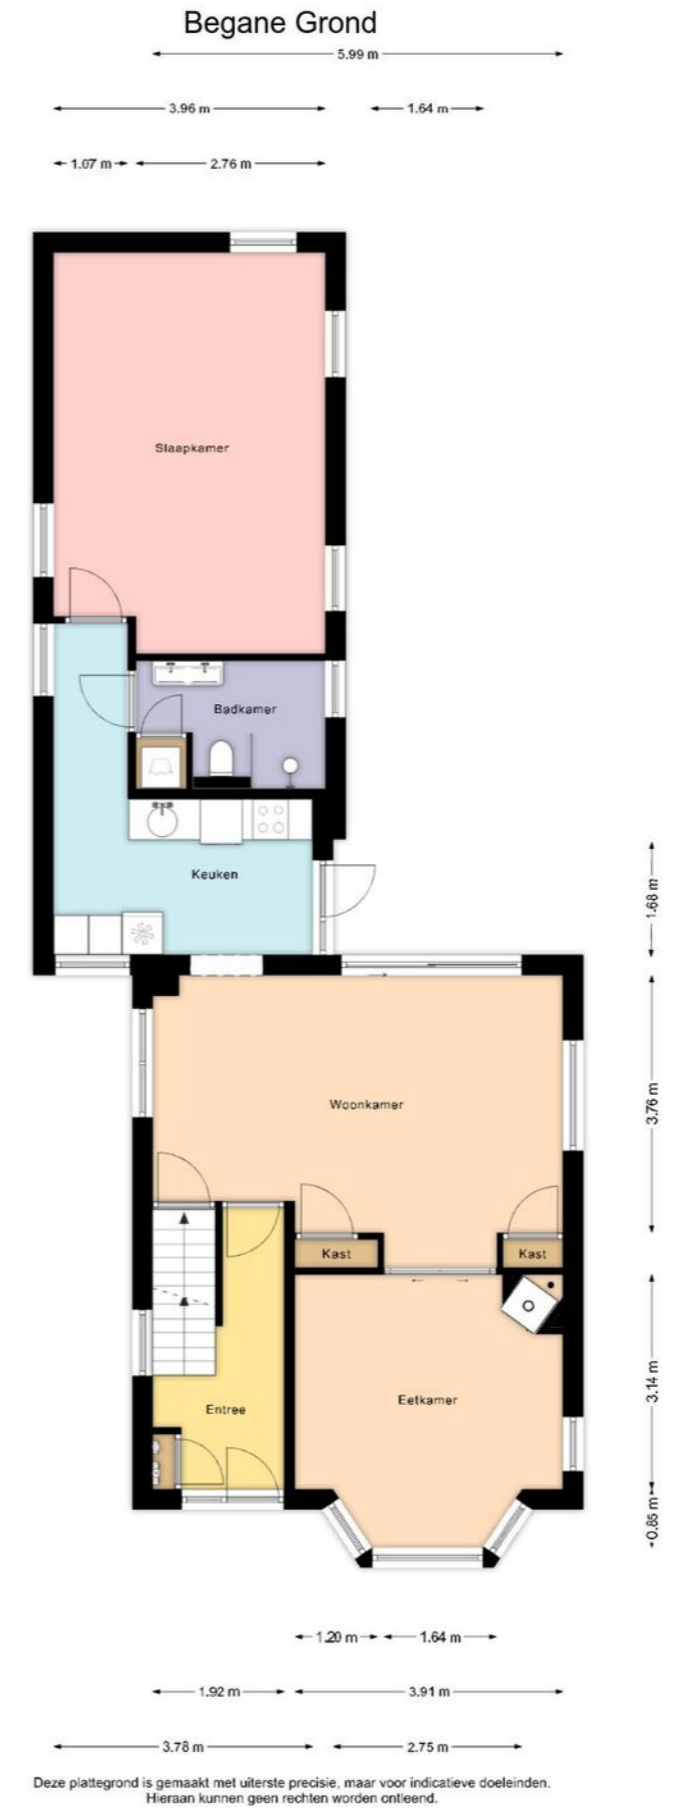 Begane Grond
5.99 m
3.96 m
1.64 m
1.07 m
2.76 m
Slaapkamer
Badkamer
Keuken
1.68 m
Woonkamer
3.76 m
Kast
Kast
Eetkamer
3.14 m
Entree
0.85 m
1.20 m
1.64 m
1.92 m
3.91 m
3.78 m
2.75 m
Deze plattegrond is gemaakt met uiterste precisie, maar voor indicatieve doeleinden.
Hieraan kunnen geen rechten worden ontleend.